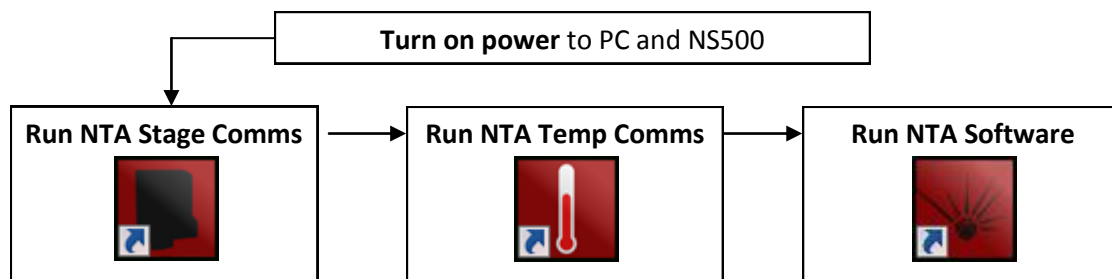 Turn on power to PC and NS500
Run NTA Stage Comms
Run NTA Temp Comms
Run NTA Software